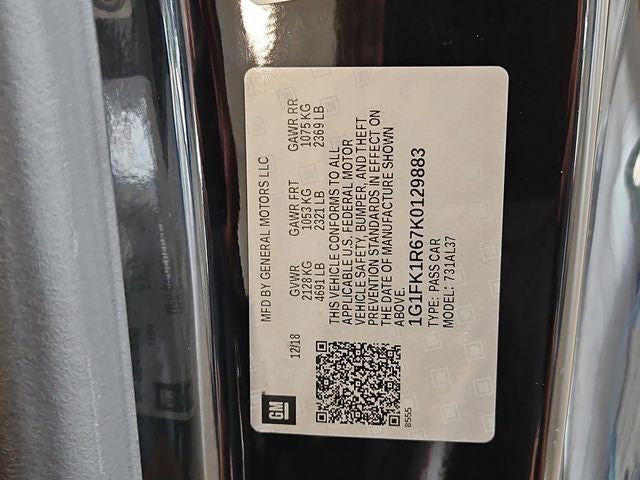 GM
MFD BY GENERAL MOTORS LLC
12/18 GVWR GAWR FRT GAWR RR
2128 KG 1053 KG 1075 KG
4691 LB 2321 LB 2369 LB
THIS VEHICLE CONFORMS TO ALL
APPLICABLE U.S. FEDERAL MOTOR
VEHICLE SAFETY, BUMPER, AND THEFT
PREVENTION STANDARDS IN EFFECT ON
THE DATE OF MANUFACTURE SHOWN
ABOVE.
8555
1G1FK1R67K0129883
TYPE: PASS CAR
MODEL: 731AL37